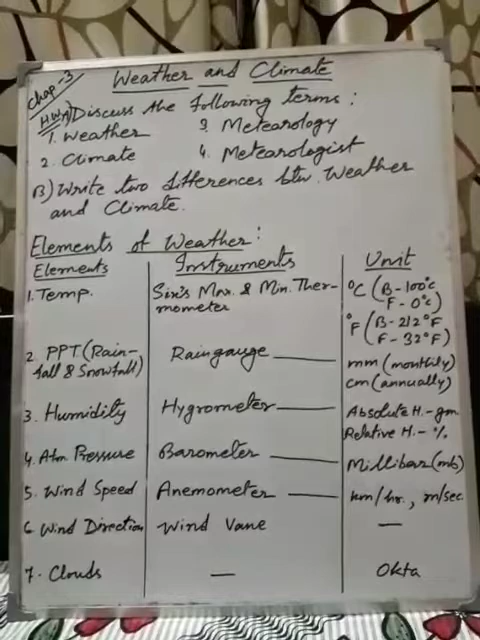 Chap:3
Weather and Climate
H.W. A) Discuss the following terms:
1. Weather 3. Metearology
2. Climate 4. Metearologist
B) Write two differences btw. Weather
and Climate.
Elements of Weather:
Elements Instruments Unit
1. Temp. Six's Max. & Min. Ther-
mometer
°C (B-100°C
F-0°C)
°F (B-212°F
F-32°F)
2. PPT (Rain-
fall & Snowfall) Raingauge mm (monthly)
cm (annually)
3. Humidity Hygrometer Absolute H.-gm
Relative H.-%
4. Atm. Pressure Barometer Millibar (mb)
5. Wind Speed Anemometer km/hr., m/sec.
6. Wind Direction Wind Vane —
7. Clouds — Okta